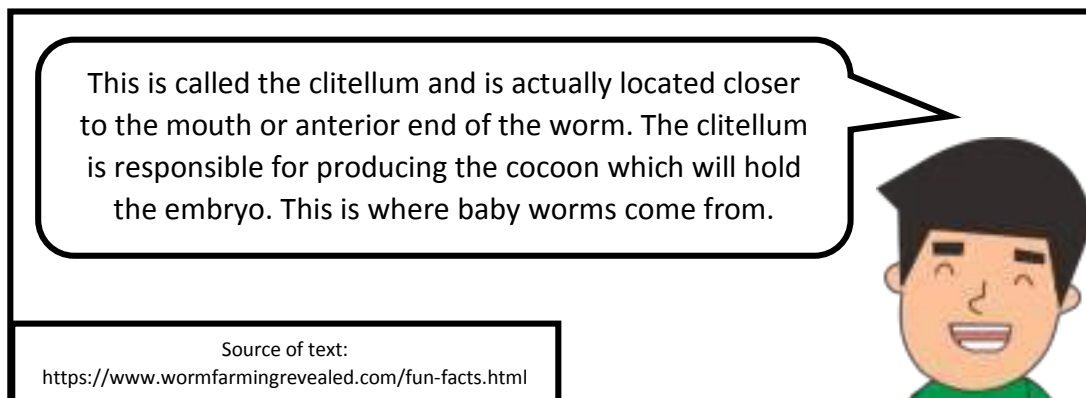 This is called the clitellum and is actually located closer
to the mouth or anterior end of the worm. The clitellum
is responsible for producing the cocoon which will hold
the embryo. This is where baby worms come from.
Source of text:
https://www.wormfarmingrevealed.com/fun-facts.html